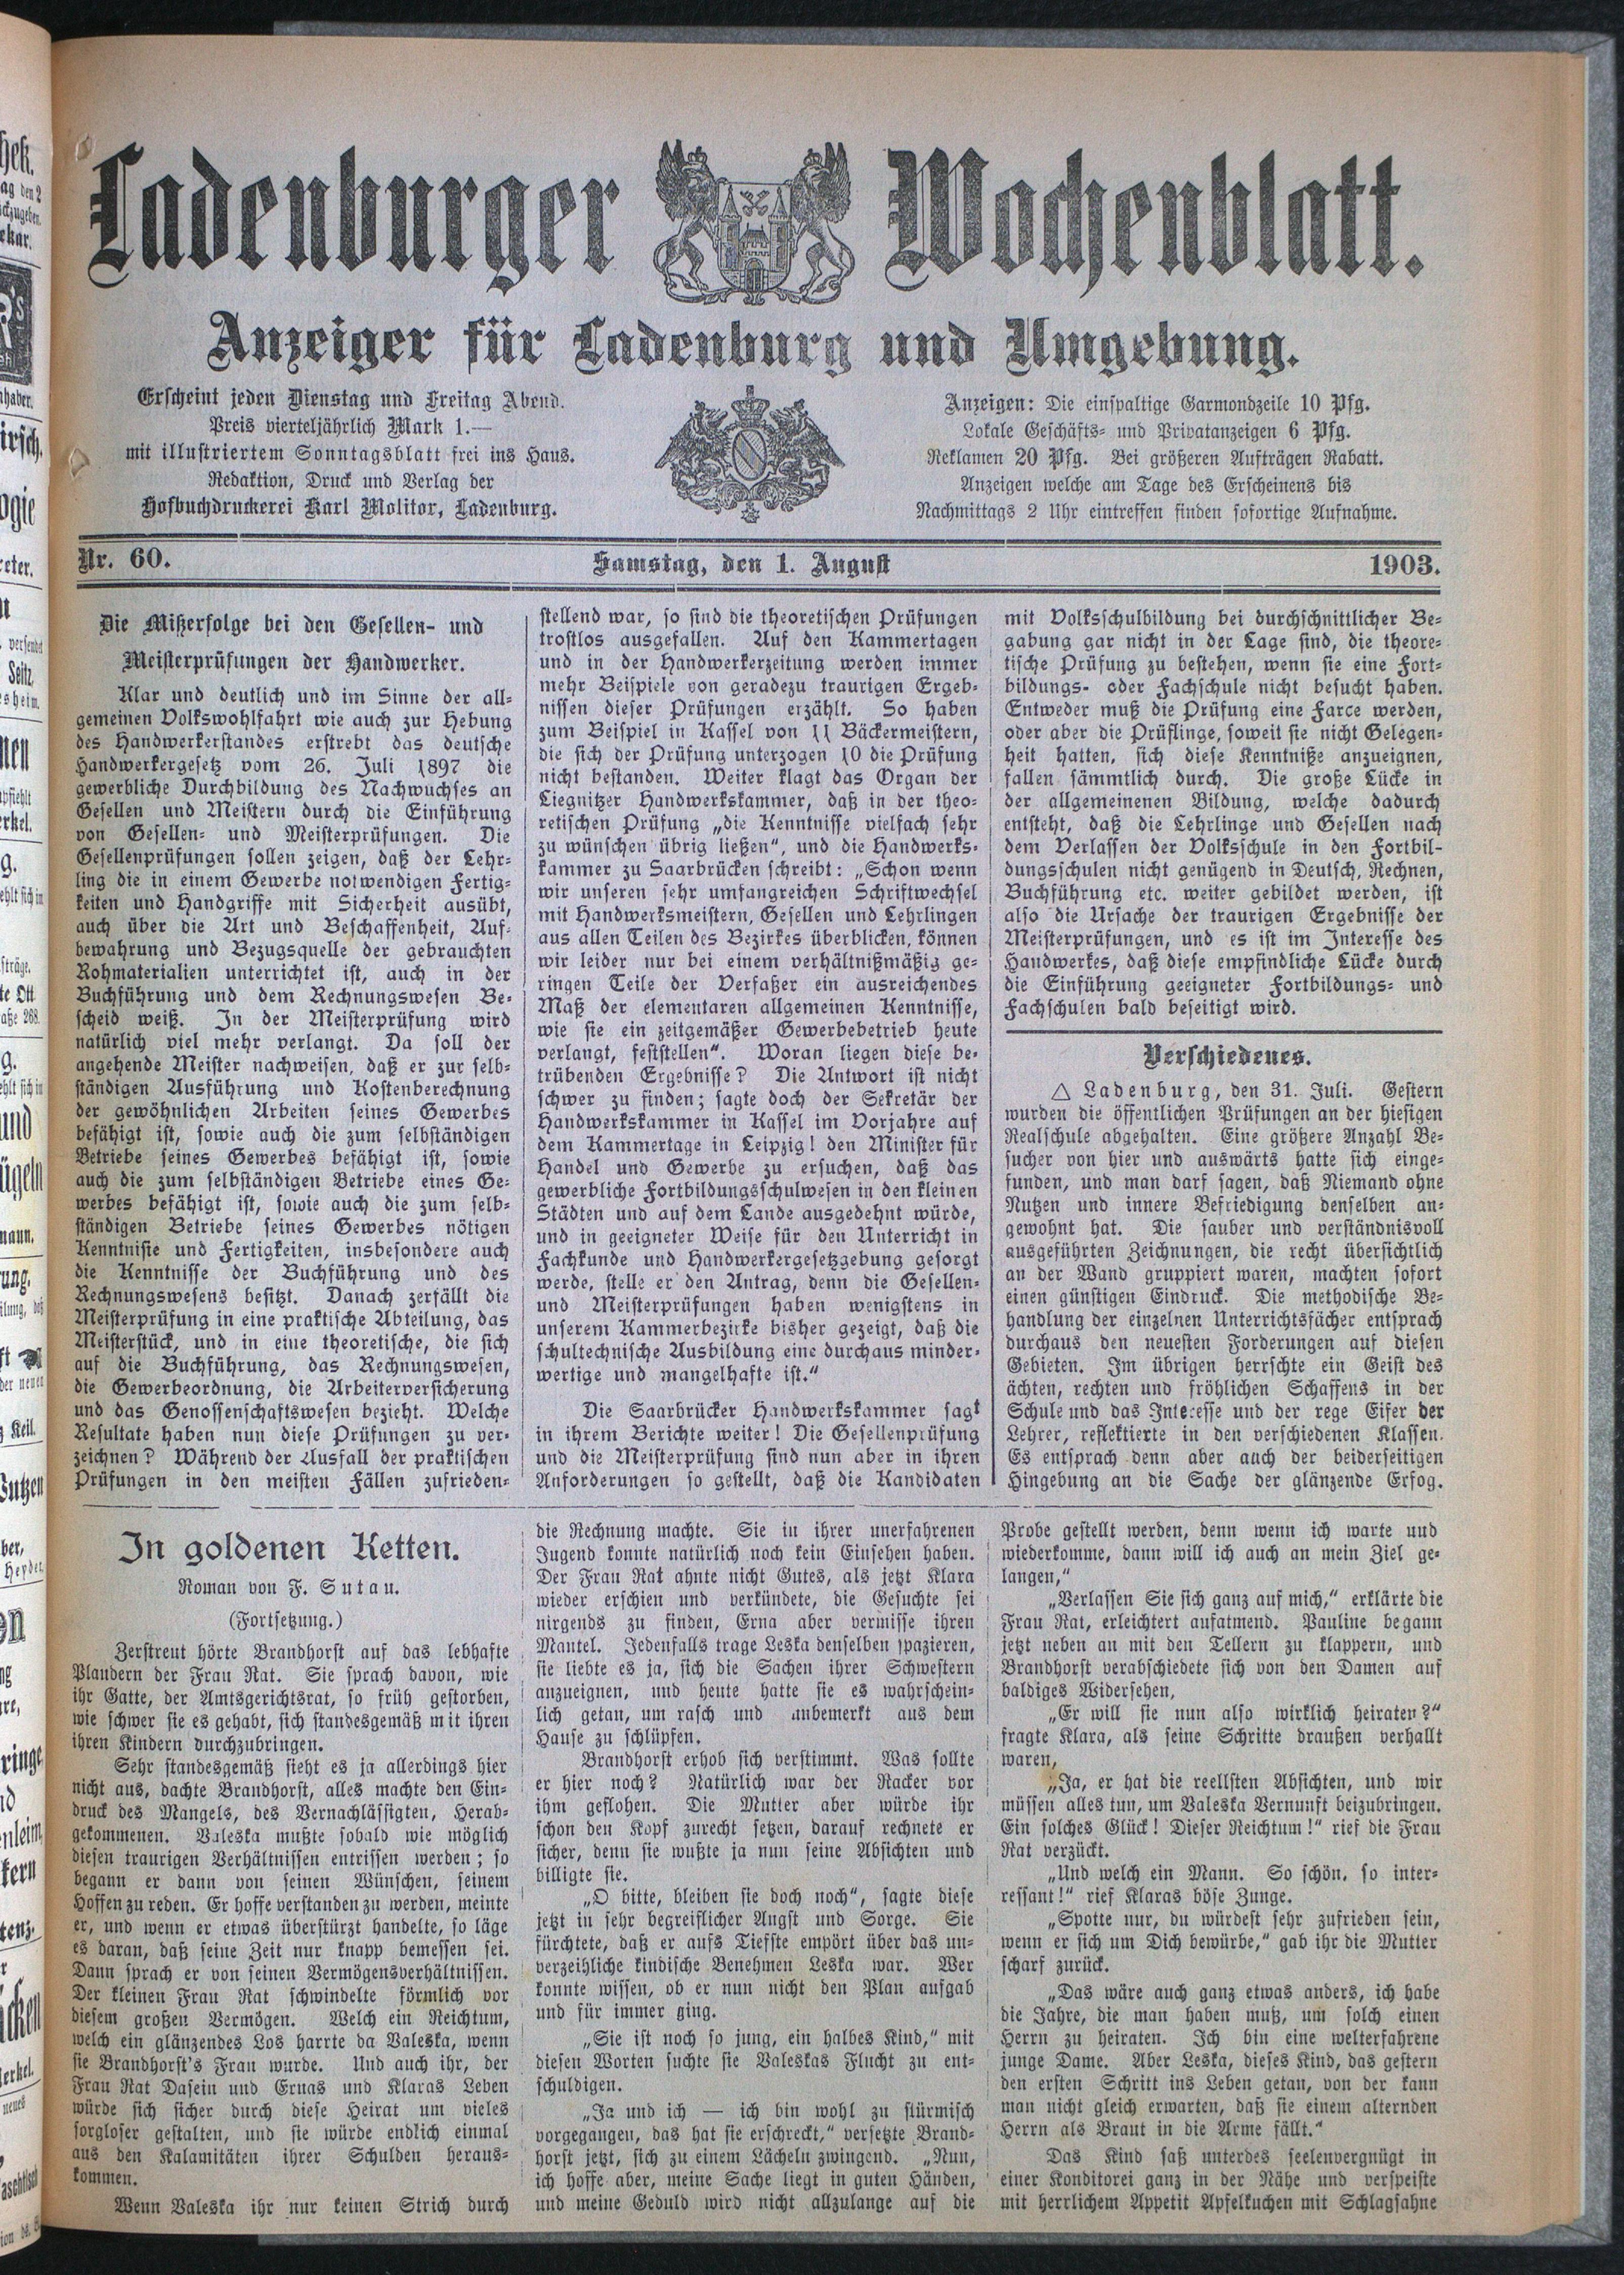 Ladenburger Wochenblatt.
Anzeiger für Ladenburg und Umgebung.
Erscheint jeden Dienstag und Freitag Abend.
Preis vierteljährlich Mark 1.—
mit illustriertem Sonntagsblatt frei ins Haus.
Redaktion, Druck und Verlag der
Hofbuchdruckerei Karl Molitor, Ladenburg.
Anzeigen: Die einspaltige Garmondzeile 10 Pfg.
Lokale Geschäfts- und Privatanzeigen 6 Pfg.
Reklamen 20 Pfg. Bei größeren Aufträgen Rabatt.
Anzeigen welche am Tage des Erscheinens bis
Nachmittags 2 Uhr eintreffen finden sofortige Aufnahme.
Nr. 60. Samstag, den 1. August 1903.
Die Mißerfolge bei den Gesellen- und
Meisterprüfungen der Handwerker.
Klar und deutlich und im Sinne der all-
gemeinen Volkswohlfahrt wie auch zur Hebung
des Handwerkerstandes erstrebt das deutsche
Handwerkergesetz vom 26. Juli 1897 die
gewerbliche Durchbildung des Nachwuchses an
Gesellen und Meistern durch die Einführung
von Gesellen- und Meisterprüfungen. Die
Gesellenprüfungen sollen zeigen, daß der Lehr-
ling die in einem Gewerbe notwendigen Fertig-
keiten und Handgriffe mit Sicherheit ausübt,
auch über die Art und Beschaffenheit, Auf-
bewahrung und Bezugsquelle der gebrauchten
Rohmaterialien unterrichtet ist, auch in der
Buchführung und dem Rechnungswesen Be-
scheid weiß. In der Meisterprüfung wird
natürlich viel mehr verlangt. Da soll der
angehende Meister nachweisen, daß er zur selb-
ständigen Ausführung und Kostenberechnung
der gewöhnlichen Arbeiten seines Gewerbes
befähigt ist, sowie auch die zum selbständigen
Betriebe seines Gewerbes befähigt ist, sowie
auch die zum selbständigen Betriebe eines Ge-
werbes befähigt ist, sowie auch die zum selb-
ständigen Betriebe seines Gewerbes nötigen
Kenntnisse und Fertigkeiten, insbesondere auch
die Kenntnisse der Buchführung und des
Rechnungswesens besitzt. Danach zerfällt die
Meisterprüfung in eine praktische Abteilung, das
Meisterstück, und in eine theoretische, die sich
auf die Buchführung, das Rechnungswesen,
die Gewerbeordnung, die Arbeiterversicherung
und das Genossenschaftswesen bezieht. Welche
Resultate haben nun diese Prüfungen zu ver-
zeichnen? Während der Ausfall der praktischen
Prüfungen in den meisten Fällen zufrieden-
stellend war, so sind die theoretischen Prüfungen
trostlos ausgefallen. Auf den Kammertagen
und in der Handwerkerzeitung werden immer
mehr Beispiele von geradezu traurigen Ergeb-
nissen dieser Prüfungen erzählt. So haben
zum Beispiel in Kassel von 11 Bäckermeistern,
die sich der Prüfung unterzogen 10 die Prüfung
nicht bestanden. Weiter klagt das Organ der
Liegnitzer Handwerkskammer, daß in der theo-
retischen Prüfung „die Kenntnisse vielfach sehr
zu wünschen übrig ließen“, und die Handwerks-
kammer zu Saarbrücken schreibt: „Schon wenn
wir unseren sehr umfangreichen Schriftwechsel
mit Handwerksmeistern, Gesellen und Lehrlingen
aus allen Teilen des Bezirkes überblicken, können
wir leider nur bei einem verhältnißmäßig ge-
ringen Teile der Verfaßer ein ausreichendes
Maß der elementaren allgemeinen Kenntnisse,
wie sie ein zeitgemäßer Gewerbebetrieb heute
verlangt, feststellen“. Woran liegen diese be-
trübenden Ergebnisse? Die Antwort ist nicht
schwer zu finden; sagte doch der Sekretär der
Handwerkskammer in Kassel im Vorjahre auf
dem Kammertage in Leipzig! den Minister für
Handel und Gewerbe zu ersuchen, daß das
gewerbliche Fortbildungsschulwesen in den kleinen
Städten und auf dem Lande ausgedehnt würde,
und in geeigneter Weise für den Unterricht in
Fachkunde und Handwerkergesetzgebung gesorgt
werde, stelle er den Antrag, denn die Gesellen-
und Meisterprüfungen haben wenigstens in
unserem Kammerbezirke bisher gezeigt, daß die
schultechnische Ausbildung eine durchaus minder-
wertige und mangelhafte ist.“
Die Saarbrücker Handwerkskammer sagt
in ihrem Berichte weiter! Die Gesellenprüfung
und die Meisterprüfung sind nun aber in ihren
Anforderungen so gestellt, daß die Kandidaten
mit Volksschulbildung bei durchschnittlicher Be-
gabung gar nicht in der Lage sind, die theore-
tische Prüfung zu bestehen, wenn sie eine Fort-
bildungs- oder Fachschule nicht besucht haben.
Entweder muß die Prüfung eine Farce werden,
oder aber die Prüflinge, soweit sie nicht Gelegen-
heit hatten, sich diese Kenntniße anzueignen,
fallen sämmtlich durch. Die große Lücke in
der allgemeinenen Bildung, welche dadurch
entsteht, daß die Lehrlinge und Gesellen nach
dem Verlassen der Volksschule in den Fortbil-
dungsschulen nicht genügend in Deutsch, Rechnen,
Buchführung etc. weiter gebildet werden, ist
also die Ursache der traurigen Ergebnisse der
Meisterprüfungen, und es ist im Interesse des
Handwerkes, daß diese empfindliche Lücke durch
die Einführung geeigneter Fortbildungs- und
Fachschulen bald beseitigt wird.
Verschiedenes.
△ Ladenburg, den 31. Juli. Gestern
wurden die öffentlichen Prüfungen an der hiesigen
Realschule abgehalten. Eine größere Anzahl Be-
sucher von hier und auswärts hatte sich einge-
funden, und man darf sagen, daß Niemand ohne
Nutzen und innere Befriedigung denselben an-
gewohnt hat. Die sauber und verständnisvoll
ausgeführten Zeichnungen, die recht übersichtlich
an der Wand gruppiert waren, machten sofort
einen günstigen Eindruck. Die methodische Be-
handlung der einzelnen Unterrichtsfächer entsprach
durchaus den neuesten Forderungen auf diesen
Gebieten. Im übrigen herrschte ein Geist des
ächten, rechten und fröhlichen Schaffens in der
Schule und das Interesse und der rege Eifer der
Lehrer, reflektierte in den verschiedenen Klassen.
Es entsprach denn aber auch der beiderseitigen
Hingebung an die Sache der glänzende Erfog.
In goldenen Ketten.
Roman von F. Sutau.
(Fortsetzung.)
Zerstreut hörte Brandhorst auf das lebhafte
Plaudern der Frau Rat. Sie sprach davon, wie
ihr Gatte, der Amtsgerichtsrat, so früh gestorben,
wie schwer sie es gehabt, sich standesgemäß mit ihren
ihren Kindern durchzubringen.
Sehr standesgemäß sieht es ja allerdings hier
nicht aus, dachte Brandhorst, alles machte den Ein-
druck des Mangels, des Vernachlässigten, Herab-
gekommenen. Valeska mußte sobald wie möglich
diesen traurigen Verhältnissen entrissen werden; so
begann er dann von seinen Wünschen, seinem
Hoffen zu reden. Er hoffe verstanden zu werden, meinte
er, und wenn er etwas überstürzt handelte, so läge
es daran, daß seine Zeit nur knapp bemessen sei.
Dann sprach er von seinen Vermögensverhältnissen.
Der kleinen Frau Rat schwindelte förmlich vor
diesem großen Vermögen. Welch ein Reichtum,
welch ein glänzendes Los harrte da Valeska, wenn
sie Brandhorst's Frau wurde. Und auch ihr, der
Frau Rat Dasein und Ernas und Klaras Leben
würde sich sicher durch diese Heirat um vieles
sorgloser gestalten, und sie würde endlich einmal
aus den Kalamitäten ihrer Schulden heraus-
kommen.
Wenn Valeska ihr nur keinen Strich durch
die Rechnung machte. Sie in ihrer unerfahrenen
Jugend konnte natürlich noch kein Einsehen haben.
Der Frau Rat ahnte nicht Gutes, als jetzt Klara
wieder erschien und verkündete, die Gesuchte sei
nirgends zu finden, Erna aber vermisse ihren
Mantel. Jedenfalls trage Leska denselben spazieren,
sie liebte es ja, sich die Sachen ihrer Schwestern
anzueignen, und heute hatte sie es wahrschein-
lich getan, um rasch und unbemerkt aus dem
Hause zu schlüpfen.
Brandhorst erhob sich verstimmt. Was sollte
er hier noch? Natürlich war der Racker vor
ihm geflohen. Die Mutter aber würde ihr
schon den Kopf zurecht setzen, darauf rechnete er
sicher, denn sie wußte ja nun seine Absichten und
billigte sie.
„O bitte, bleiben sie doch noch“, sagte diese
jetzt in sehr begreiflicher Angst und Sorge. Sie
fürchtete, daß er aufs Tiefste empört über das un-
verzeihliche kindische Benehmen Leska war. Wer
konnte wissen, ob er nun nicht den Plan aufgab
und für immer ging.
„Sie ist noch so jung, ein halbes Kind,“ mit
diesen Worten suchte sie Valeskas Flucht zu ent-
schuldigen.
„Ja und ich — ich bin wohl zu stürmisch
vorgegangen, das hat sie erschreckt,“ versetzte Brand-
horst jetzt, sich zu einem Lächeln zwingend. „Nun,
ich hoffe aber, meine Sache liegt in guten Händen,
und meine Geduld wird nicht allzulange auf die
Probe gestellt werden, denn wenn ich warte und
wiederkomme, dann will ich auch an mein Ziel ge-
langen,“
„Verlassen Sie sich ganz auf mich,“ erklärte die
Frau Rat, erleichtert aufatmend. Pauline begann
jetzt neben an mit den Tellern zu klappern, und
Brandhorst verabschiedete sich von den Damen auf
baldiges Widersehen,
„Er will sie nun also wirklich heiraten?“
fragte Klara, als seine Schritte draußen verhallt
waren,
„Ja, er hat die reellsten Absichten, und wir
müssen alles tun, um Valeska Vernunft beizubringen.
Ein solches Glück! Dieser Reichtum!“ rief die Frau
Rat verzückt.
„Und welch ein Mann. So schön, so inter-
ressant!“ rief Klaras böse Zunge.
„Spotte nur, du würdest sehr zufrieden sein,
wenn er sich um Dich bewürbe,“ gab ihr die Mutter
scharf zurück.
„Das wäre auch ganz etwas anders, ich habe
die Jahre, die man haben muß, um solch einen
Herrn zu heiraten. Ich bin eine welterfahrene
junge Dame. Aber Leska, dieses Kind, das gestern
den ersten Schritt ins Leben getan, von der kann
man nicht gleich erwarten, daß sie einem alternden
Herrn als Braut in die Arme fällt.“
Das Kind saß unterdes seelenvergnügt in
einer Konditorei ganz in der Nähe und verspeiste
mit herrlichem Appetit Apfelkuchen mit Schlagsahne